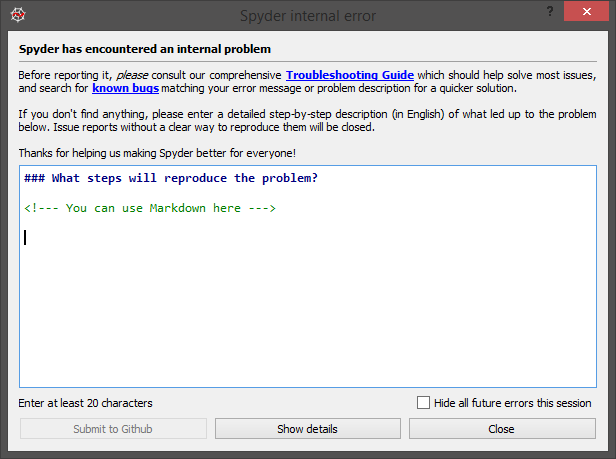 Spyder internal error
? ×
Spyder has encountered an internal problem
Before reporting it, please consult our comprehensive Troubleshooting Guide which should help solve most issues,
and search for known bugs matching your error message or problem description for a quicker solution.
If you don't find anything, please enter a detailed step-by-step description (in English) of what led up to the problem
below. Issue reports without a clear way to reproduce them will be closed.
Thanks for helping us making Spyder better for everyone!
### What steps will reproduce the problem?
<!--- You can use Markdown here --->
Enter at least 20 characters
Hide all future errors this session
Submit to Github
Show details
Close